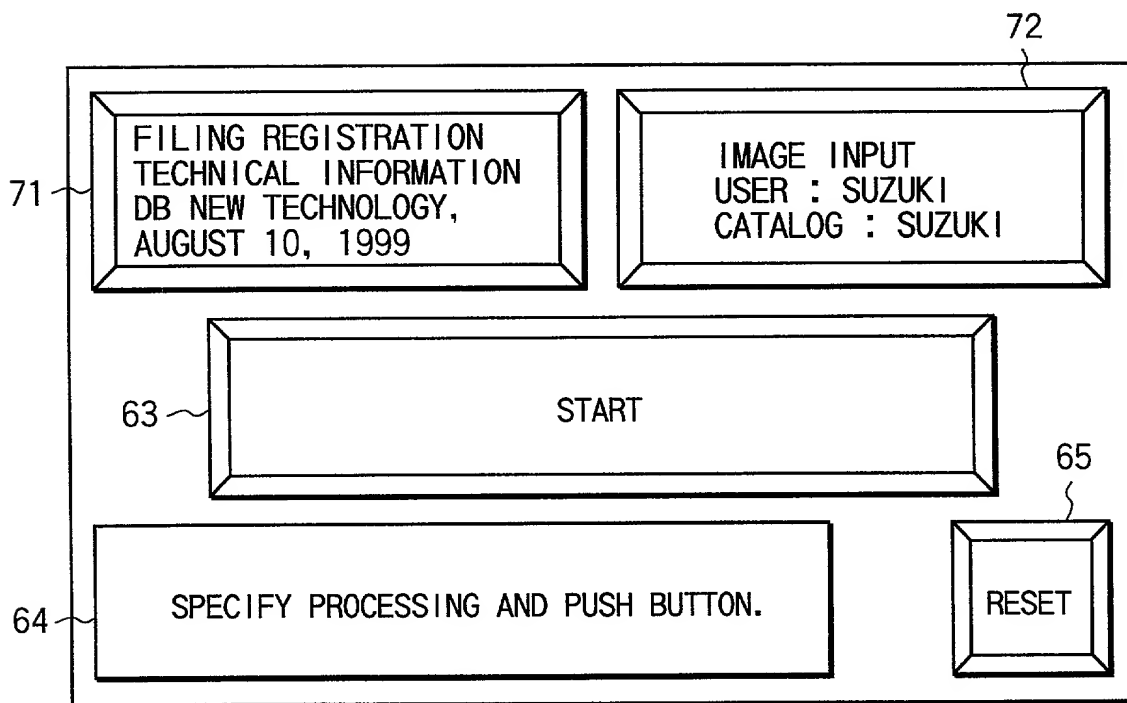 72
71
FILING REGISTRATION
TECHNICAL INFORMATION
DB NEW TECHNOLOGY,
AUGUST 10, 1999
IMAGE INPUT
USER : SUZUKI
CATALOG : SUZUKI
63
START
65
64
SPECIFY PROCESSING AND PUSH BUTTON.
RESET